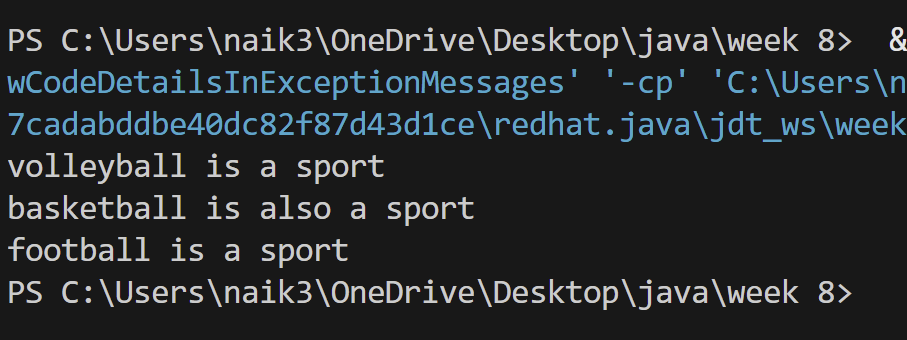 PS C:\Users\naik3\OneDrive\Desktop\java\week 8>  &
wCodeDetailsInExceptionMessages' '-cp' 'C:\Users\n
7cadabddbe40dc82f87d43d1ce\redhat.java\jdt_ws\week
volleyball is a sport
basketball is also a sport
football is a sport
PS C:\Users\naik3\OneDrive\Desktop\java\week 8>